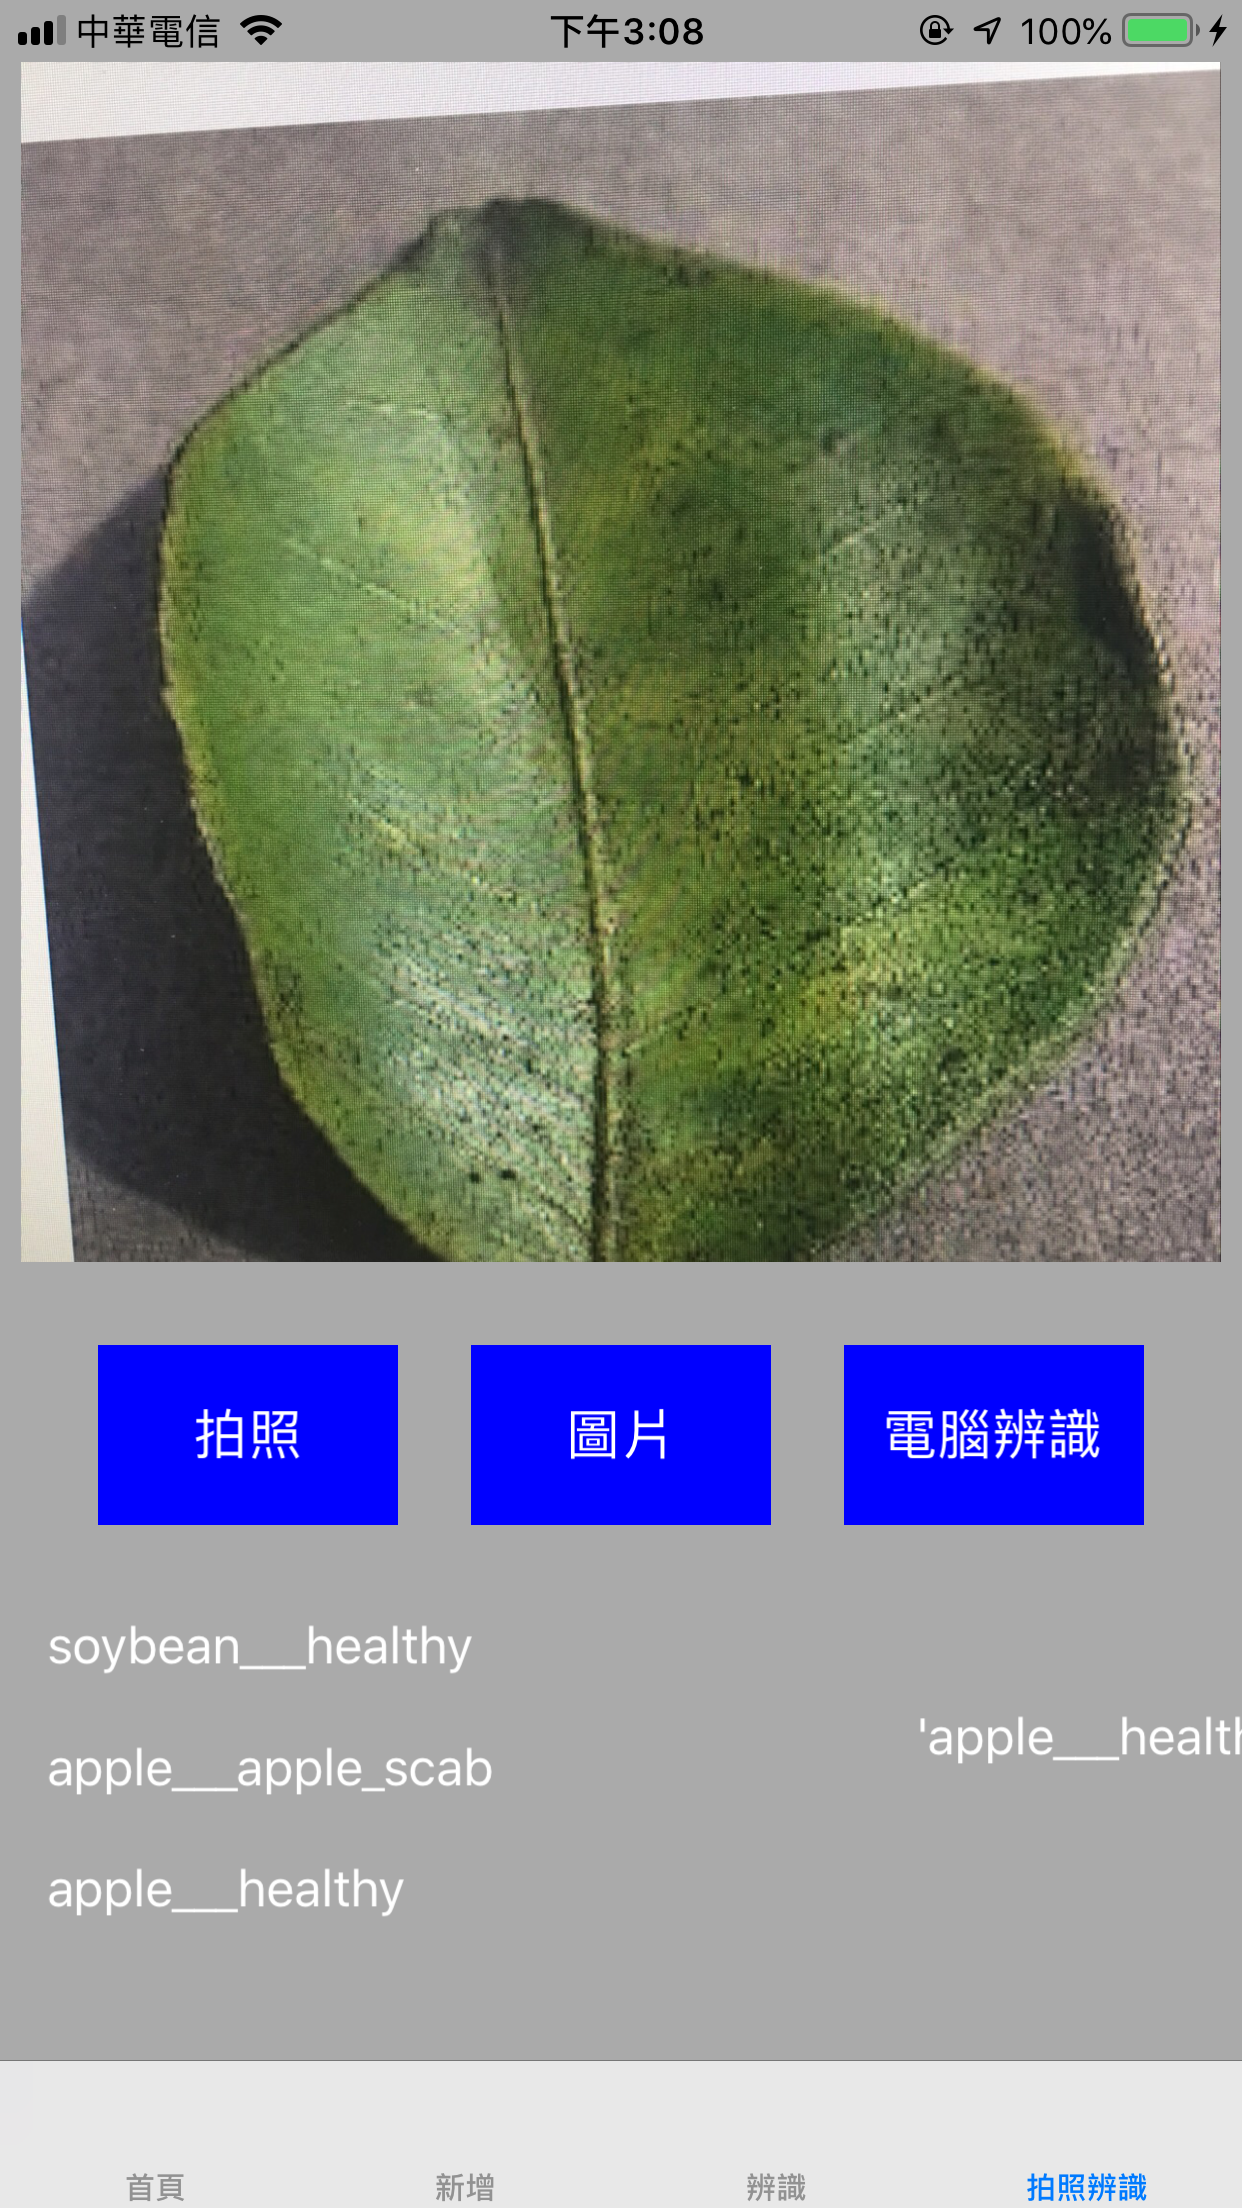 中華電信 下午3:08 100%
拍照 圖片 電腦辨識
soybean___healthy
'apple___health
apple___apple_scab
apple___healthy
首頁 新增 辨識 拍照辨識